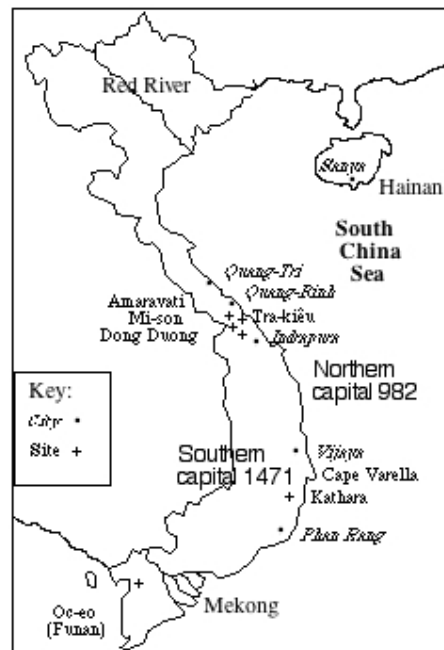 Red River
Sanya
Hainan
South
China
Sea
Quang-Tri
Quang-Binh
Amaravati
Mi-son
Dong Duong
Tra-kiêu
Indrapura
Northern
capital 982
Key:
City •
Site +
Southern
capital 1471
Vijaya
Cape Varella
Kathara
Phan Rang
Oc-eo
(Funan)
Mekong